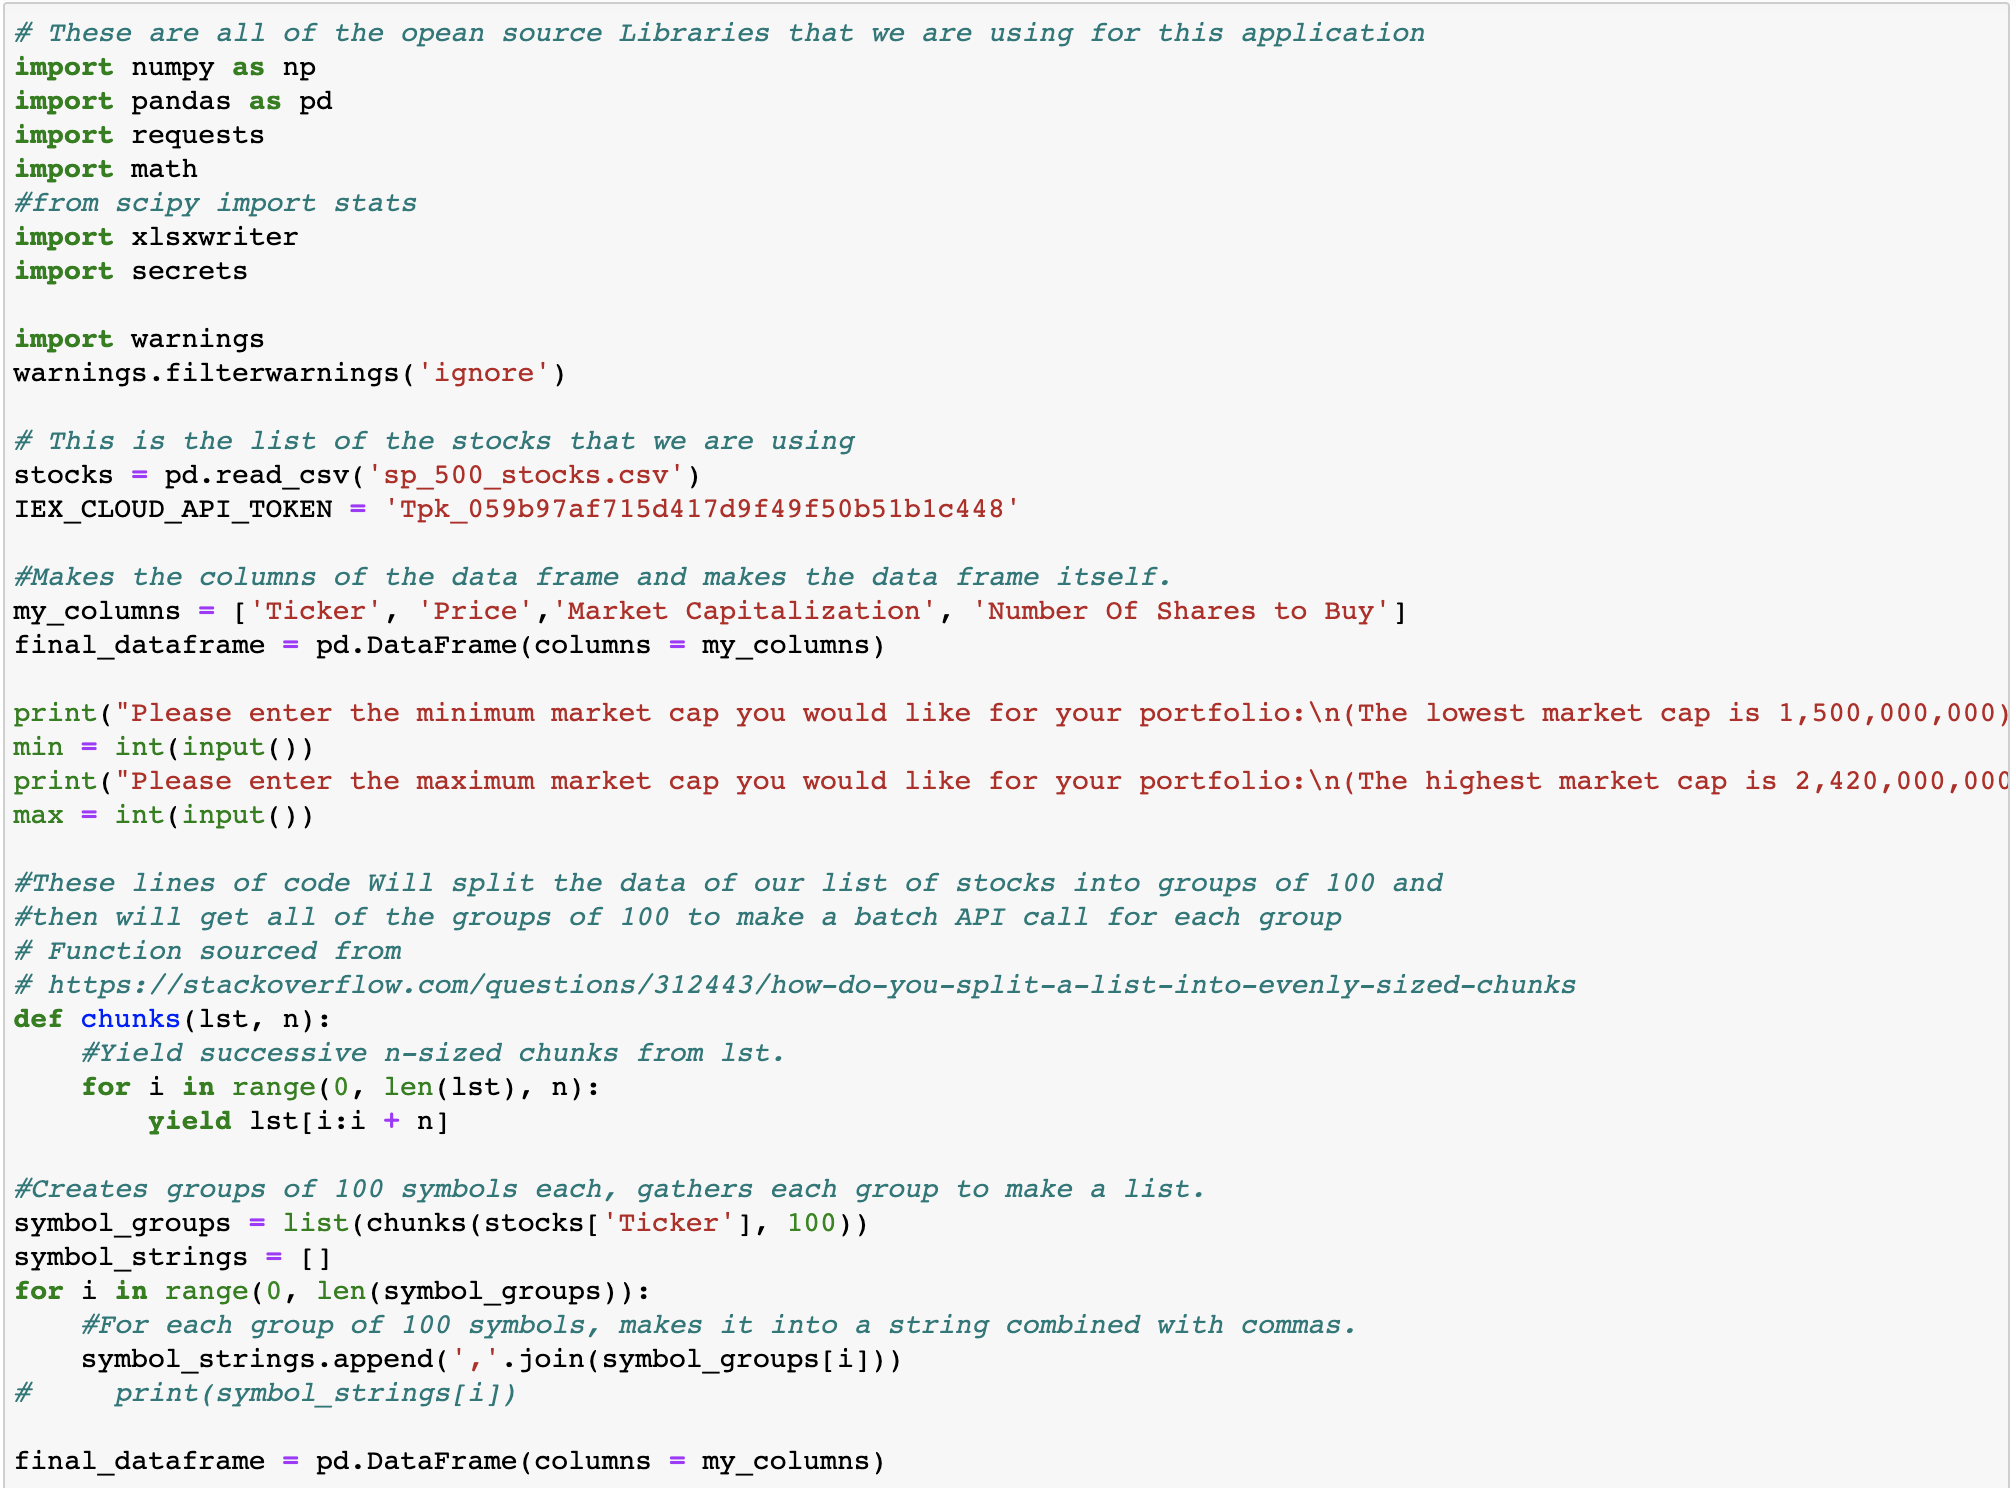 # These are all of the opean source Libraries that we are using for this application
import numpy as np
import pandas as pd
import requests
import math
#from scipy import stats
import xlsxwriter
import secrets
import warnings
warnings.filterwarnings('ignore')
# This is the list of the stocks that we are using
stocks = pd.read_csv('sp_500_stocks.csv')
IEX_CLOUD_API_TOKEN = 'Tpk_059b97af715d417d9f49f50b51b1c448'
#Makes the columns of the data frame and makes the data frame itself.
my_columns = ['Ticker', 'Price','Market Capitalization', 'Number Of Shares to Buy']
final_dataframe = pd.DataFrame(columns = my_columns)
print("Please enter the minimum market cap you would like for your portfolio:\n(The lowest market cap is 1,500,000,000)
min = int(input())
print("Please enter the maximum market cap you would like for your portfolio:\n(The highest market cap is 2,420,000,000
max = int(input())
#These lines of code Will split the data of our list of stocks into groups of 100 and
#then will get all of the groups of 100 to make a batch API call for each group
# Function sourced from
# https://stackoverflow.com/questions/312443/how-do-you-split-a-list-into-evenly-sized-chunks
def chunks(lst, n):
    #Yield successive n-sized chunks from lst.
    for i in range(0, len(lst), n):
        yield lst[i:i + n]
#Creates groups of 100 symbols each, gathers each group to make a list.
symbol_groups = list(chunks(stocks['Ticker'], 100))
symbol_strings = []
for i in range(0, len(symbol_groups)):
    #For each group of 100 symbols, makes it into a string combined with commas.
    symbol_strings.append(','.join(symbol_groups[i]))
#     print(symbol_strings[i])
final_dataframe = pd.DataFrame(columns = my_columns)